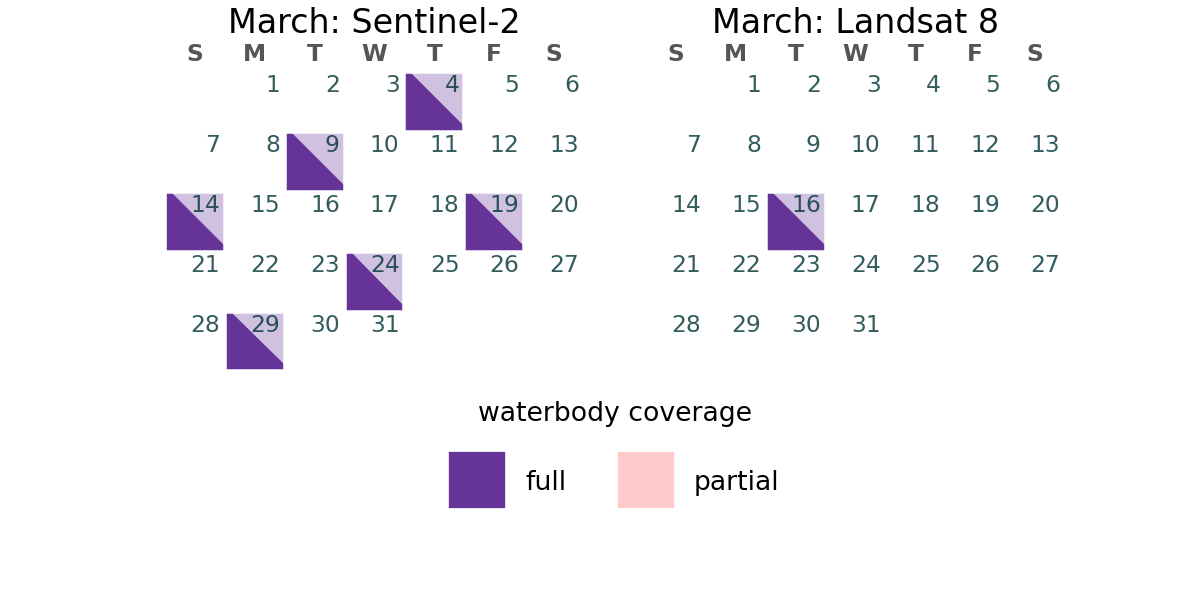 March: Sentinel-2
S M T W T F S
1 2 3 4 5 6
7 8 9 10 11 12 13
14 15 16 17 18 19 20
21 22 23 24 25 26 27
28 29 30 31
March: Landsat 8
S M T W T F S
1 2 3 4 5 6
7 8 9 10 11 12 13
14 15 16 17 18 19 20
21 22 23 24 25 26 27
28 29 30 31
waterbody coverage
full partial